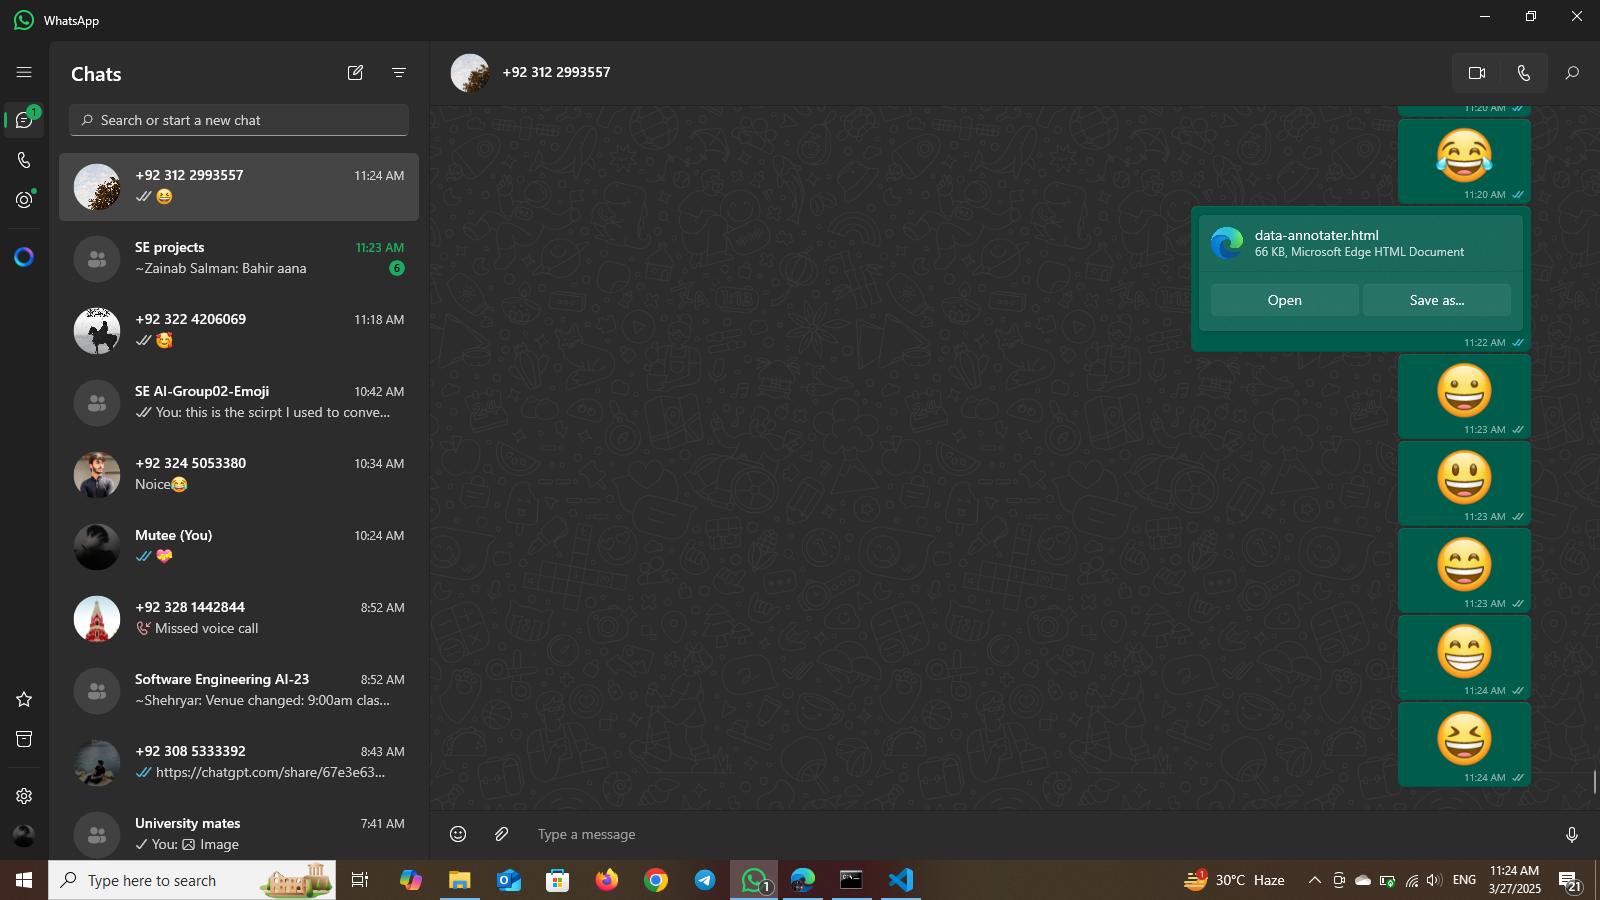 WhatsApp
Chats
1
Search or start a new chat
+92 312 2993557 11:24 AM
😆
SE projects 11:23 AM
~Zainab Salman: Bahir aana 6
+92 322 4206069 11:18 AM
🥰
SE AI-Group02-Emoji 10:42 AM
You: this is the scirpt I used to conve...
+92 324 5053380 10:34 AM
Noice😂
Mutee (You) 10:24 AM
💝
+92 328 1442844 8:52 AM
Missed voice call
Software Engineering AI-23 8:52 AM
~Shehryar: Venue changed: 9:00am clas...
+92 308 5333392 8:43 AM
https://chatgpt.com/share/67e3e63...
University mates 7:41 AM
You: Image
+92 312 2993557
11:20 AM
😂
11:20 AM
data-annotater.html
66 KB, Microsoft Edge HTML Document
Open Save as...
11:22 AM
😀
11:23 AM
😃
11:23 AM
😄
11:23 AM
😁
11:24 AM
😆
11:24 AM
Type a message
Type here to search
1
1
30°C Haze
ENG
11:24 AM
3/27/2025
21